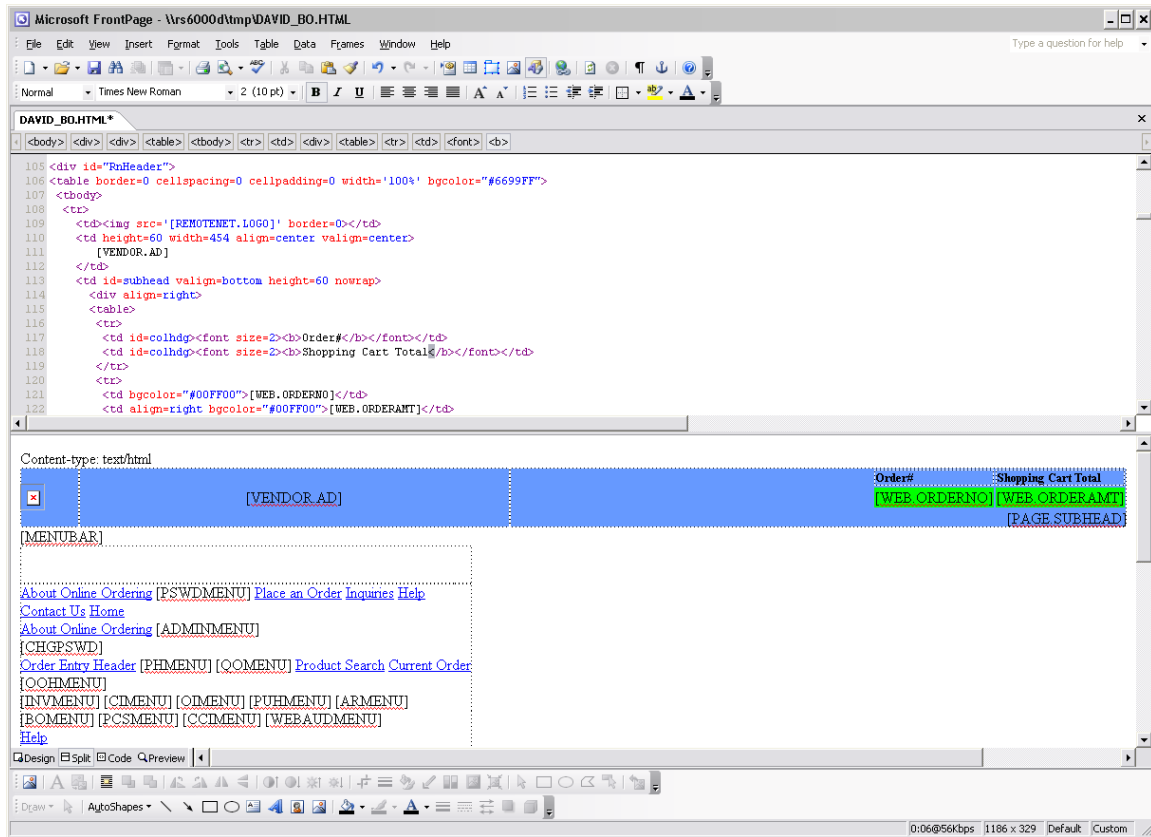 Microsoft FrontPage - \\rs6000d\tmp\DAVID_BO.HTML
File Edit View Insert Format Tools Table Data Frames Window Help Type a question for help
Normal Times New Roman 2 (10 pt) B I U A A ab A
DAVID_BO.HTML*
<body> <div> <div> <table> <tbody> <tr> <td> <div> <table> <tr> <td> <font> <b>
105 <div id="RnHeader">
106 <table border=0 cellspacing=0 cellpadding=0 width='100%' bgcolor="#6699FF">
107 <tbody>
108 <tr>
109 <td><img src='[REMOTENET.LOGO]' border=0></td>
110 <td height=60 width=454 align=center valign=center>
111 [VENDOR.AD]
112 </td>
113 <td id=subhead valign=bottom height=60 nowrap>
114 <div align=right>
115 <table>
116 <tr>
117 <td id=colhdg><font size=2><b>Order#</b></font></td>
118 <td id=colhdg><font size=2><b>Shopping Cart Total</b></font></td>
119 </tr>
120 <tr>
121 <td bgcolor="#00FF00">[WEB.ORDERNO]</td>
122 <td align=right bgcolor="#00FF00">[WEB.ORDERAMT]</td>
Content-type: text/html
Order# Shopping Cart Total
[VENDOR.AD] [WEB.ORDERNO] [WEB.ORDERAMT]
[PAGE.SUBHEAD]
[MENUBAR]
About Online Ordering [PSWDMENU] Place an Order Inquiries Help
Contact Us Home
About Online Ordering [ADMINMENU]
[CHGPSWD]
Order Entry Header [PHMENU] [QOMENU] Product Search Current Order
[OOHMENU]
[INVMENU] [CIMENU] [OIMENU] [PUHMENU] [ARMENU]
[BOMENU] [PCSMENU] [CCIMENU] [WEBAUDMENU]
Help
Design Split Code Preview
Draw AutoShapes A
0:06@56Kbps 1186 x 329 Default Custom